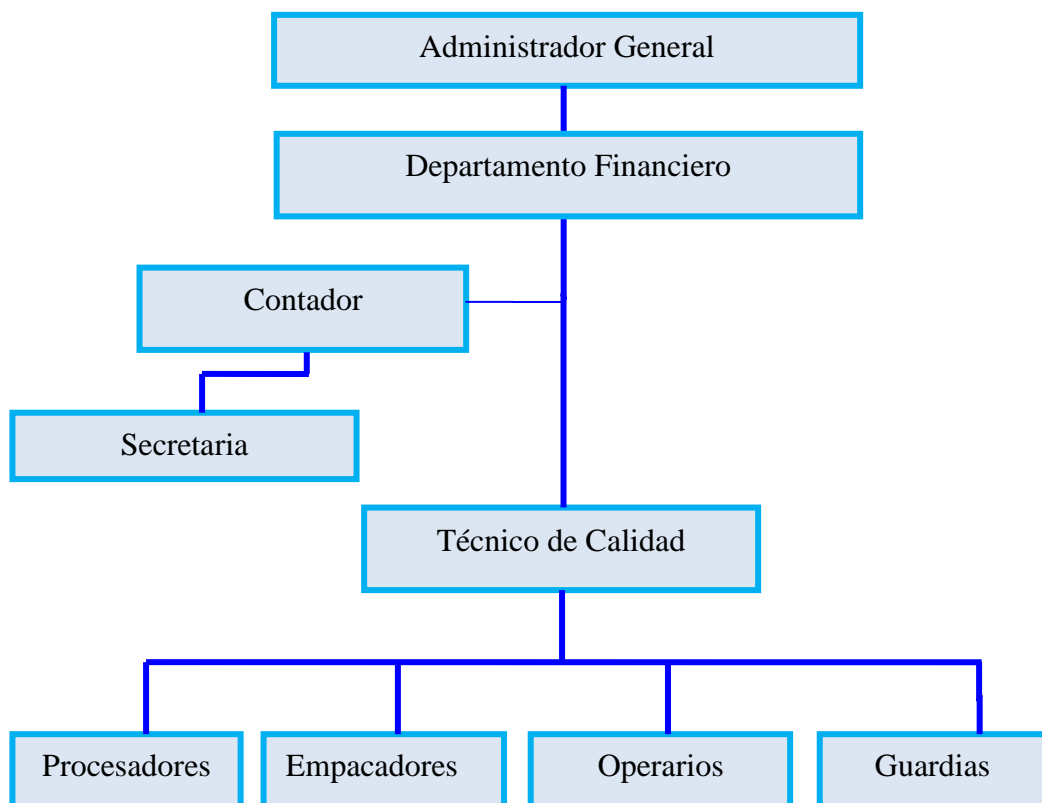 Administrador General
Departamento Financiero
Contador
Secretaria
Técnico de Calidad
Procesadores
Empacadores
Operarios
Guardias